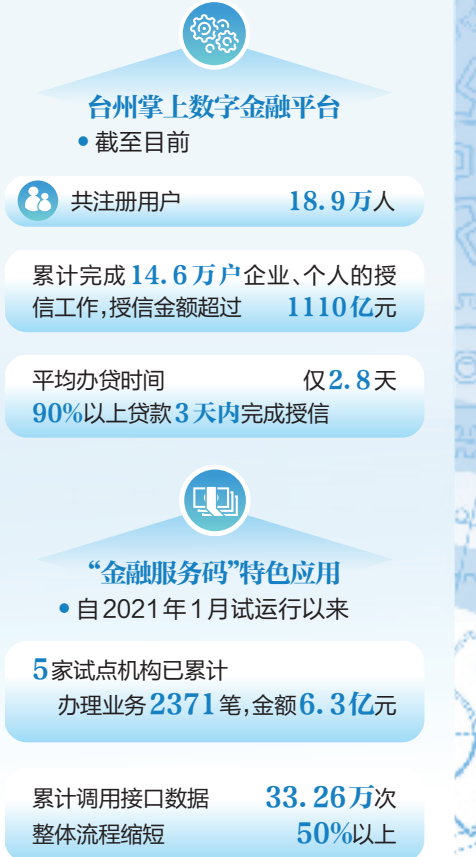 台州掌上数字金融平台
•截至目前
共注册用户 18.9万人
累计完成14.6万户企业、个人的授
信工作,授信金额超过 1110亿元
平均办贷时间 仅2.8天
90%以上贷款3天内完成授信
“金融服务码”特色应用
•自2021年1月试运行以来
5家试点机构已累计
办理业务2371笔,金额6.3亿元
累计调用接口数据 33.26万次
整体流程缩短 50%以上